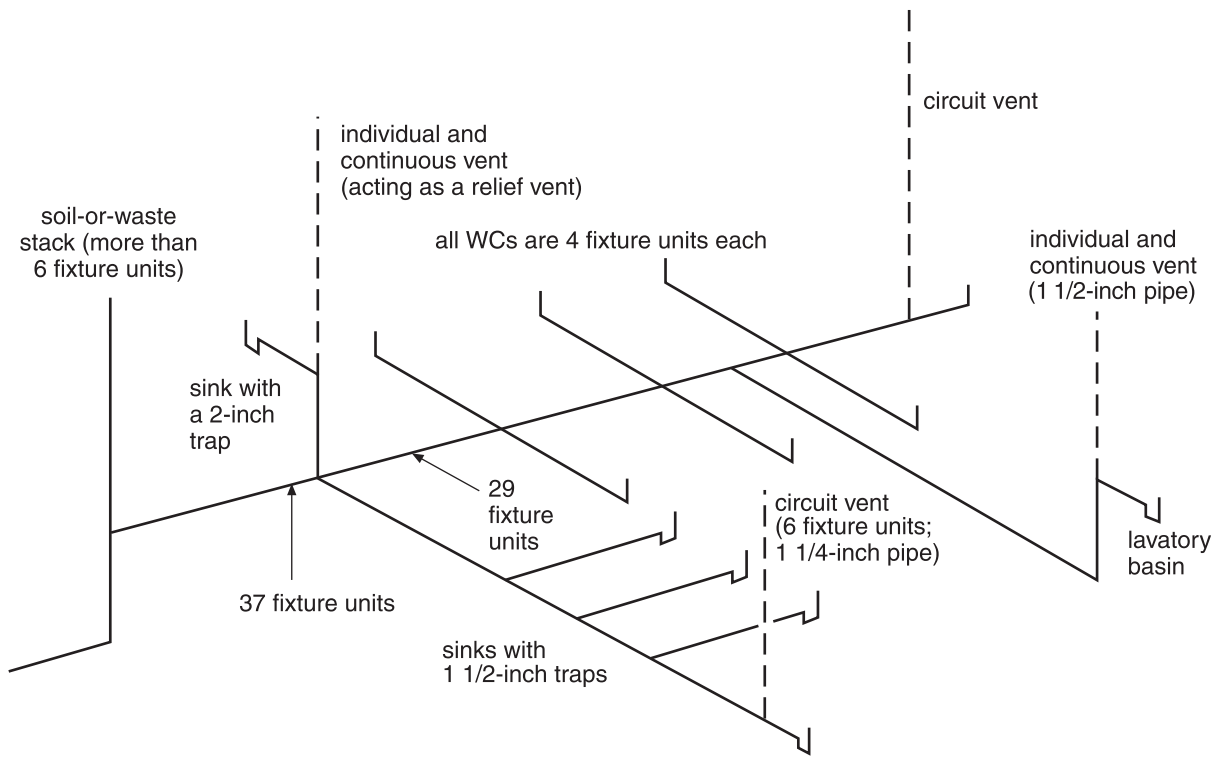 circuit vent
individual and
continuous vent
(acting as a relief vent)
soil-or-waste
stack (more than
6 fixture units)
all WCs are 4 fixture units each
individual and
continuous vent
(1 1/2-inch pipe)
sink with
a 2-inch
trap
29
fixture
units
circuit vent
(6 fixture units;
1 1/4-inch pipe)
lavatory
basin
37 fixture units
sinks with
1 1/2-inch traps